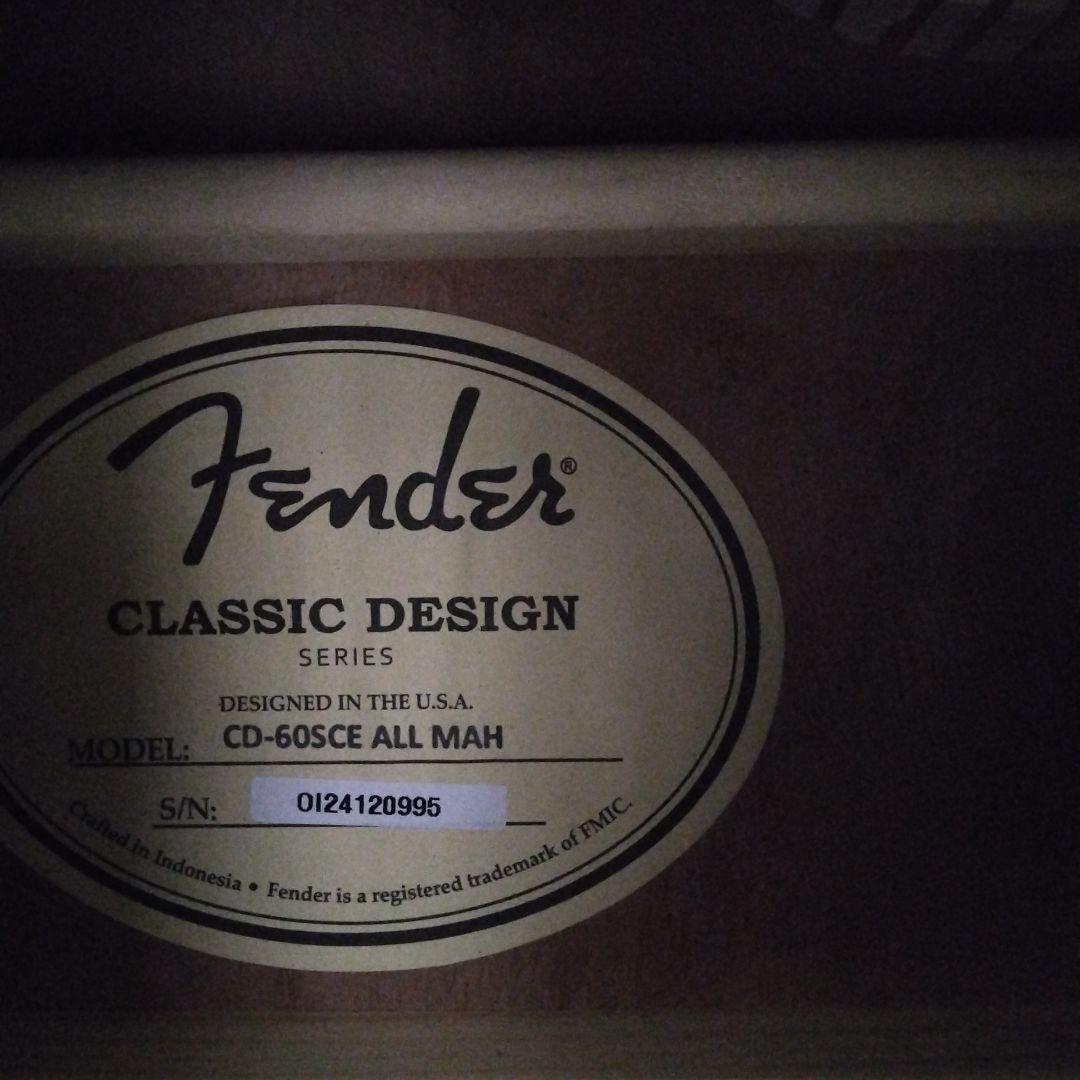 Fender®
CLASSIC DESIGN
SERIES
DESIGNED IN THE U.S.A.
MODEL: CD-60SCE ALL MAH
S/N: OI24120995
Crafted in Indonesia • Fender is a registered trademark of FMIC.